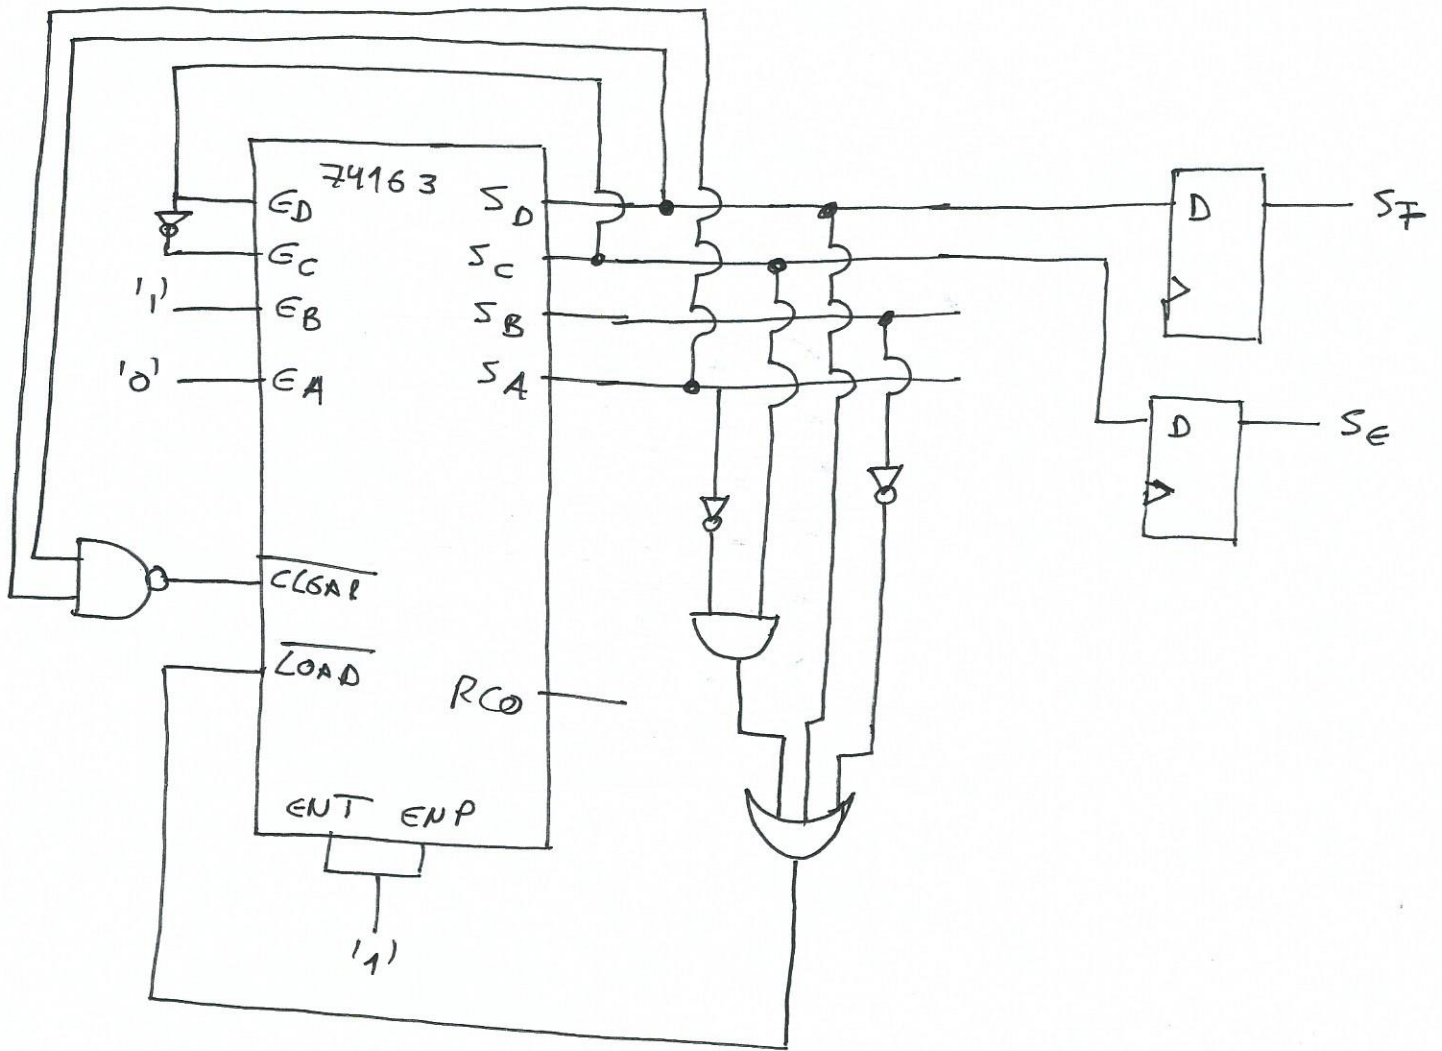 74163
ED
EC
'1'
EB
'0'
EA
SD
SC
SB
SA
CLEAR
LOAD
RCO
ENT
ENP
'1'
D
SF
D
SE